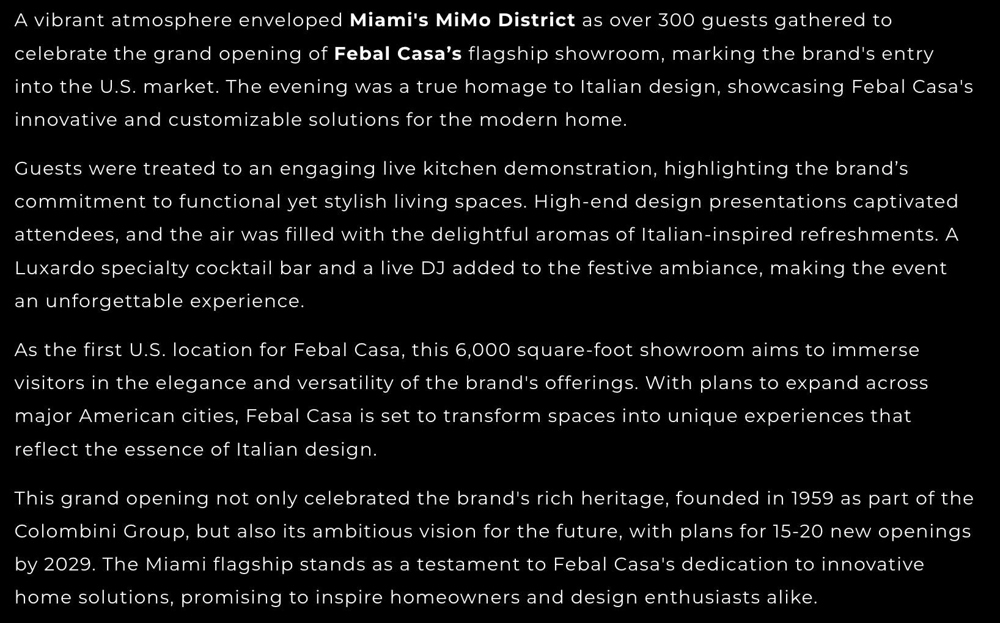 A vibrant atmosphere enveloped Miami's MiMo District as over 300 guests gathered to
celebrate the grand opening of Febal Casa’s flagship showroom, marking the brand's entry
into the U.S. market. The evening was a true homage to Italian design, showcasing Febal Casa's
innovative and customizable solutions for the modern home.
Guests were treated to an engaging live kitchen demonstration, highlighting the brand’s
commitment to functional yet stylish living spaces. High-end design presentations captivated
attendees, and the air was filled with the delightful aromas of Italian-inspired refreshments. A
Luxardo specialty cocktail bar and a live DJ added to the festive ambiance, making the event
an unforgettable experience.
As the first U.S. location for Febal Casa, this 6,000 square-foot showroom aims to immerse
visitors in the elegance and versatility of the brand's offerings. With plans to expand across
major American cities, Febal Casa is set to transform spaces into unique experiences that
reflect the essence of Italian design.
This grand opening not only celebrated the brand's rich heritage, founded in 1959 as part of the
Colombini Group, but also its ambitious vision for the future, with plans for 15-20 new openings
by 2029. The Miami flagship stands as a testament to Febal Casa's dedication to innovative
home solutions, promising to inspire homeowners and design enthusiasts alike.